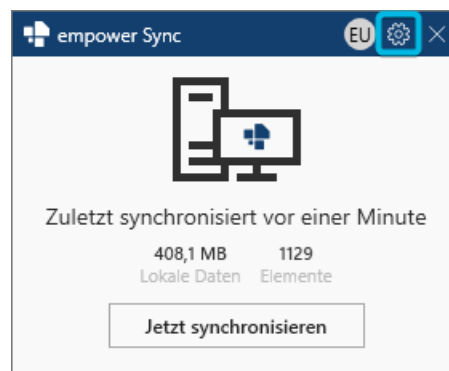 empower Sync EU
Zuletzt synchronisiert vor einer Minute
408,1 MB 1129
Lokale Daten Elemente
Jetzt synchronisieren